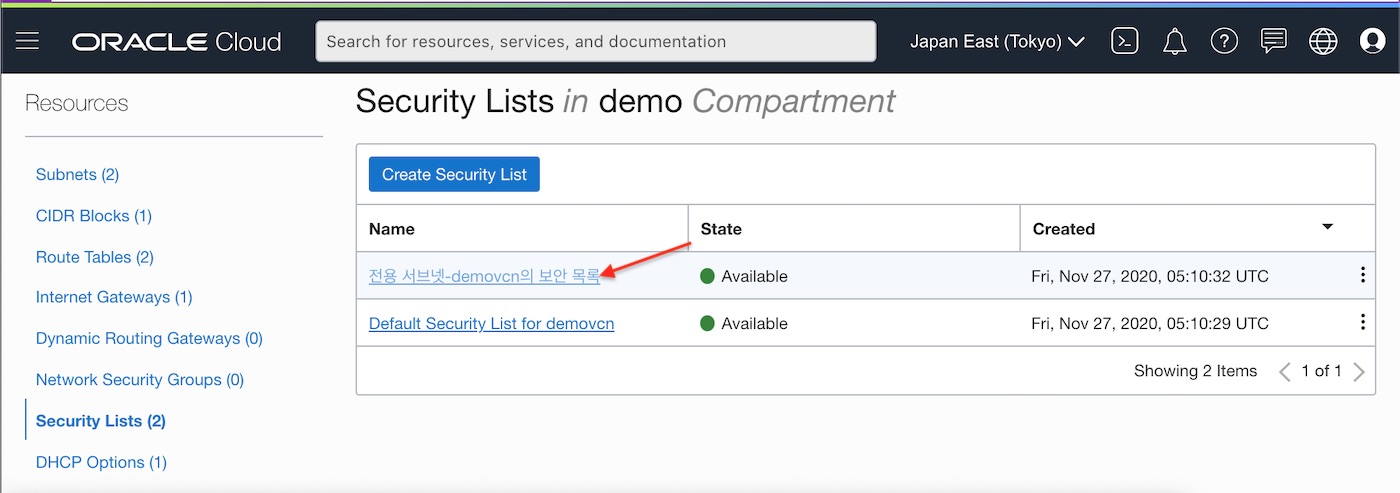 ORACLE Cloud
Search for resources, services, and documentation
Japan East (Tokyo)
Resources
Subnets (2)
CIDR Blocks (1)
Route Tables (2)
Internet Gateways (1)
Dynamic Routing Gateways (0)
Network Security Groups (0)
Security Lists (2)
DHCP Options (1)
Security Lists in demo Compartment
Create Security List
Name State Created
전용 서브넷-demovcn의 보안 목록 Available Fri, Nov 27, 2020, 05:10:32 UTC
Default Security List for demovcn Available Fri, Nov 27, 2020, 05:10:29 UTC
Showing 2 Items 1 of 1